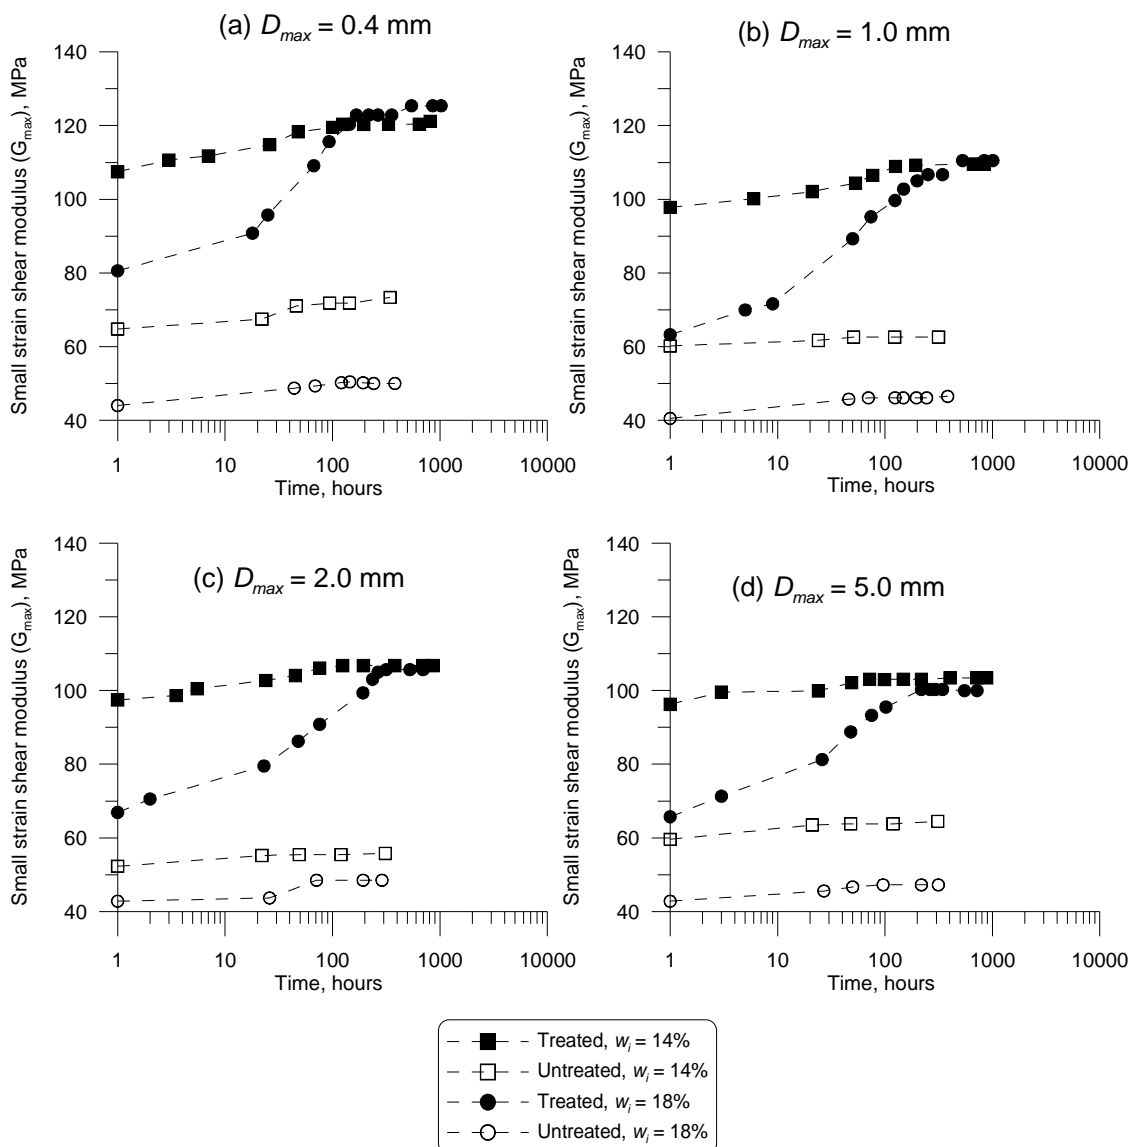 (a) Dmax = 0.4 mm
(b) Dmax = 1.0 mm
Small strain shear modulus (Gmax), MPa
140
120
100
80
60
40
1 10 100 1000 10000
Time, hours
Small strain shear modulus (Gmax), MPa
140
120
100
80
60
40
1 10 100 1000 10000
Time, hours
(c) Dmax = 2.0 mm
(d) Dmax = 5.0 mm
Small strain shear modulus (Gmax), MPa
140
120
100
80
60
40
1 10 100 1000 10000
Time, hours
Small strain shear modulus (Gmax), MPa
140
120
100
80
60
40
1 10 100 1000 10000
Time, hours
Treated, wi = 14%
Untreated, wi = 14%
Treated, wi = 18%
Untreated, wi = 18%